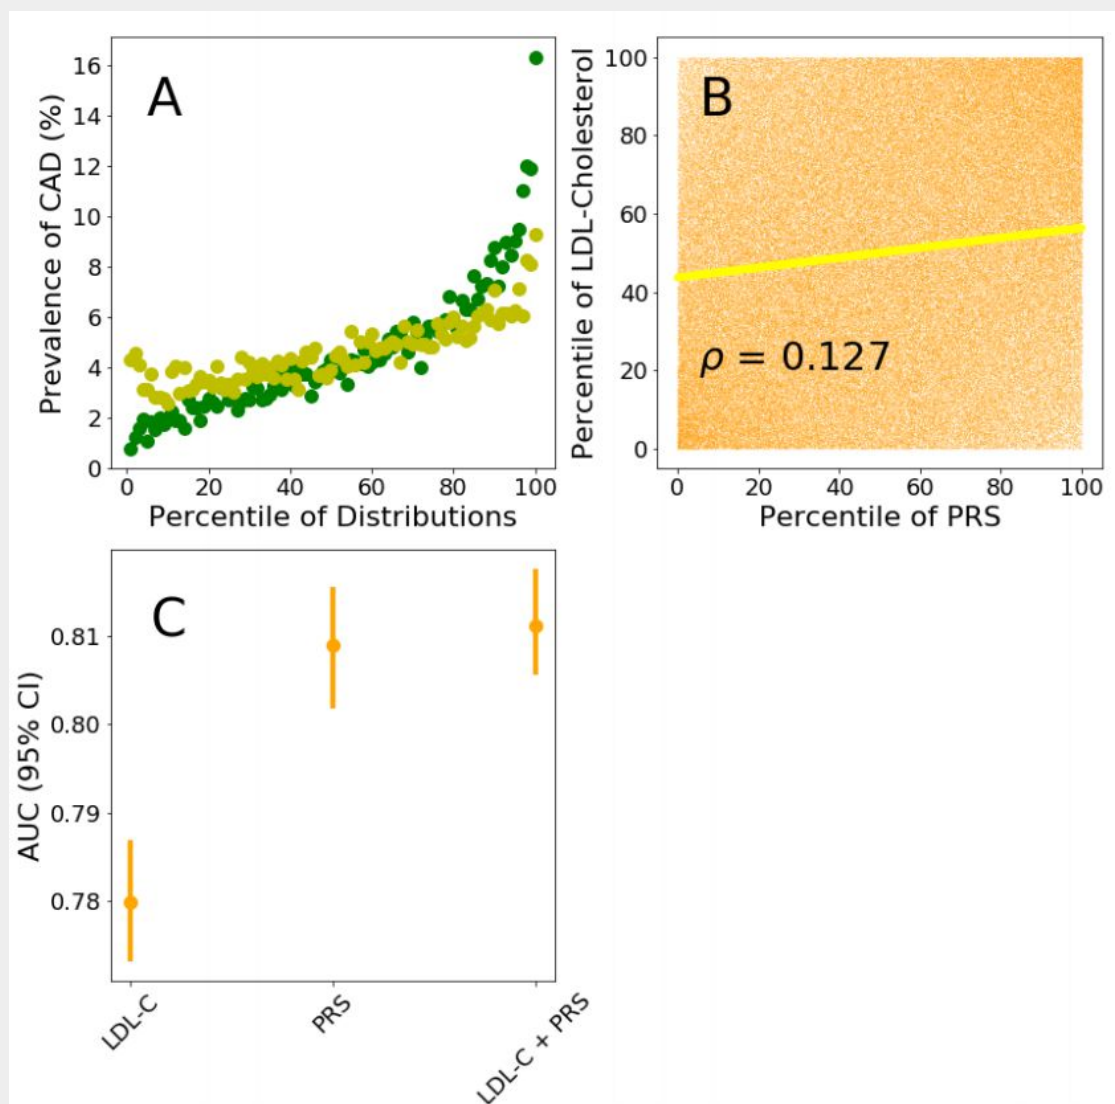 A
Prevalence of CAD (%)
16
14
12
10
8
6
4
2
0
0 20 40 60 80 100
Percentile of Distributions
B
Percentile of LDL-Cholesterol
100
80
60
40
20
0
ρ = 0.127
0 20 40 60 80 100
Percentile of PRS
C
AUC (95% CI)
0.81
0.80
0.79
0.78
LDL-C
PRS
LDL-C + PRS